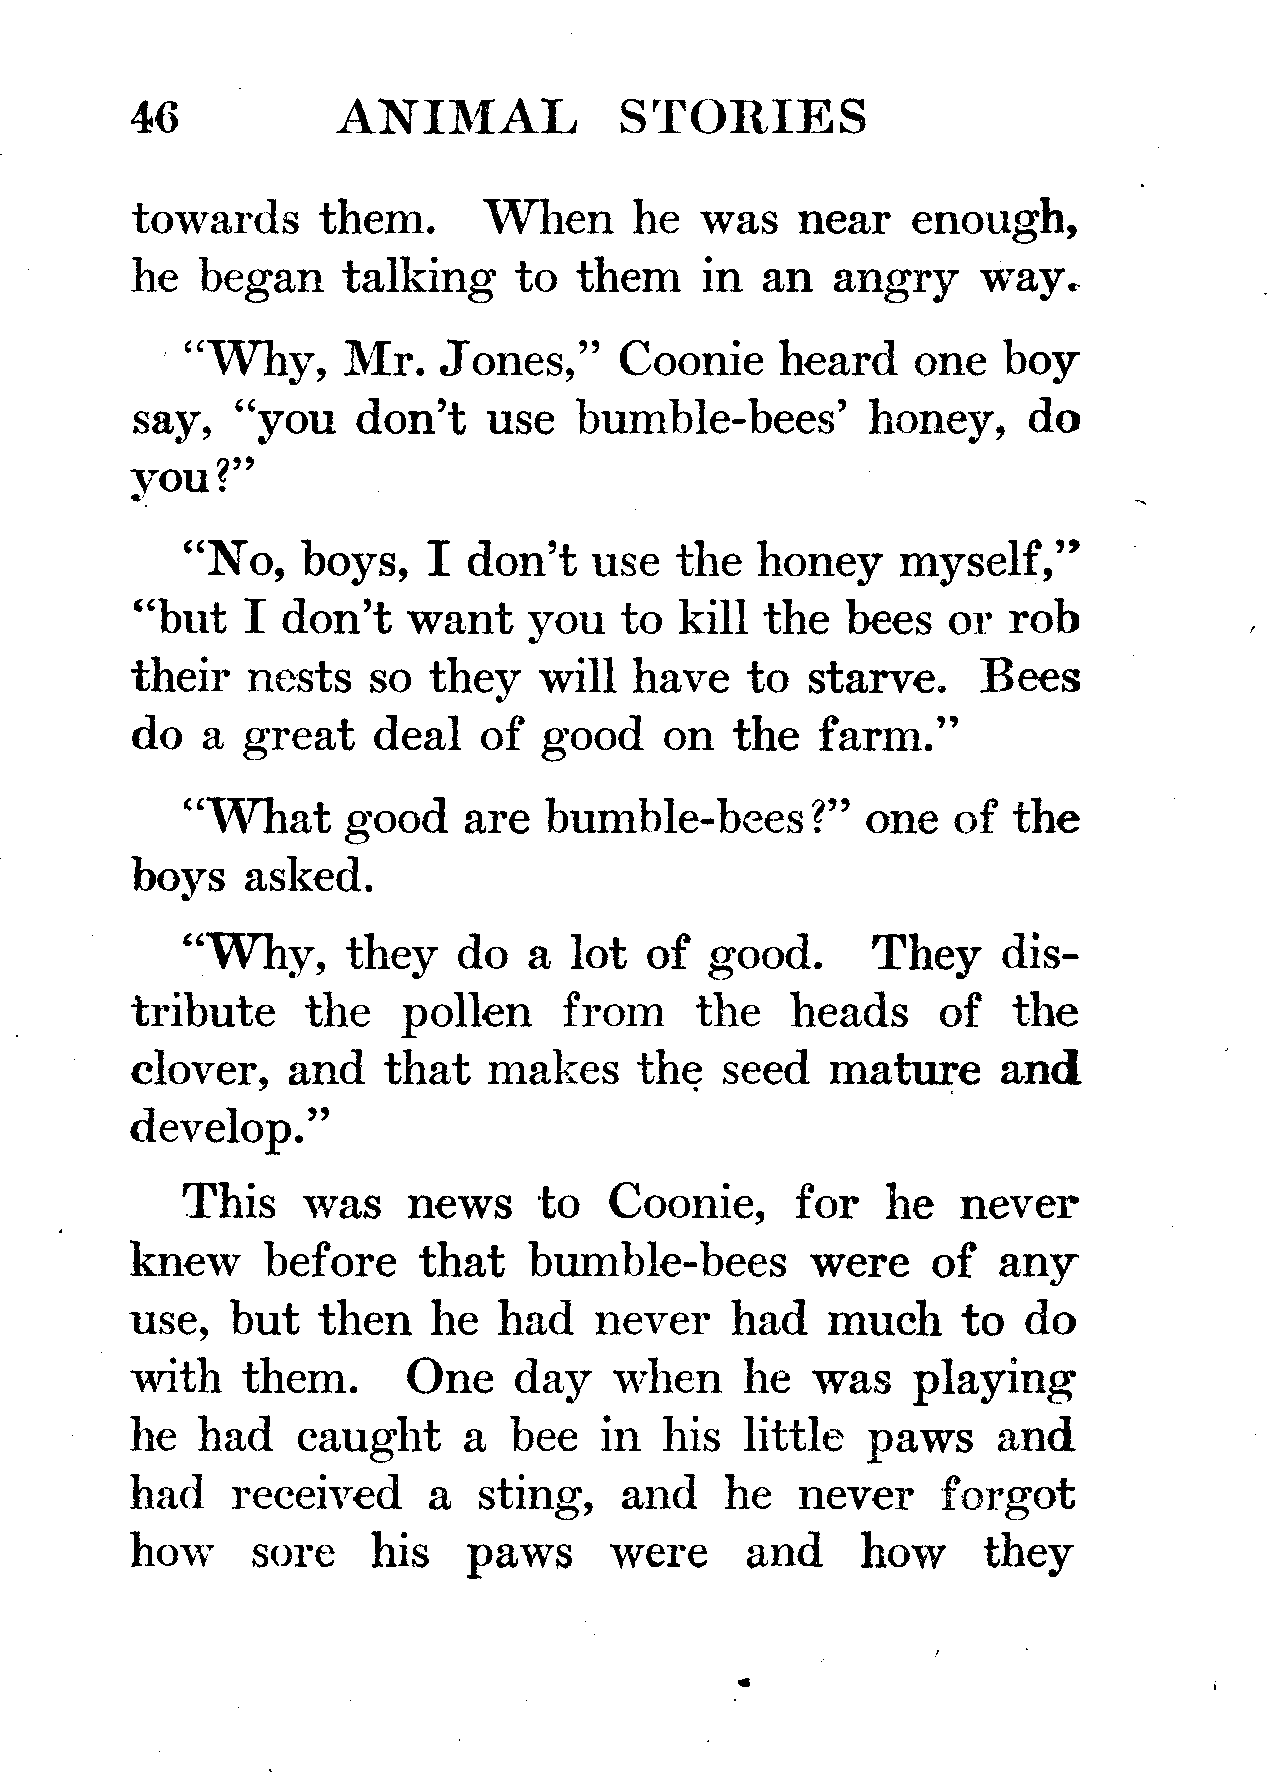 46 ANIMAL STORIES
towards them. When he was near enough,
he began talking to them in an angry way.
“Why, Mr. Jones,” Coonie heard one boy
say, “you don’t use bumble-bees’ honey, do
you?”
“No, boys, I don’t use the honey myself,”
“but I don’t want you to kill the bees or rob
their nests so they will have to starve. Bees
do a great deal of good on the farm.”
“What good are bumble-bees?” one of the
boys asked.
“Why, they do a lot of good. They dis-
tribute the pollen from the heads of the
clover, and that makes the seed mature and
develop.”
This was news to Coonie, for he never
knew before that bumble-bees were of any
use, but then he had never had much to do
with them. One day when he was playing
he had caught a bee in his little paws and
had received a sting, and he never forgot
how sore his paws were and how they